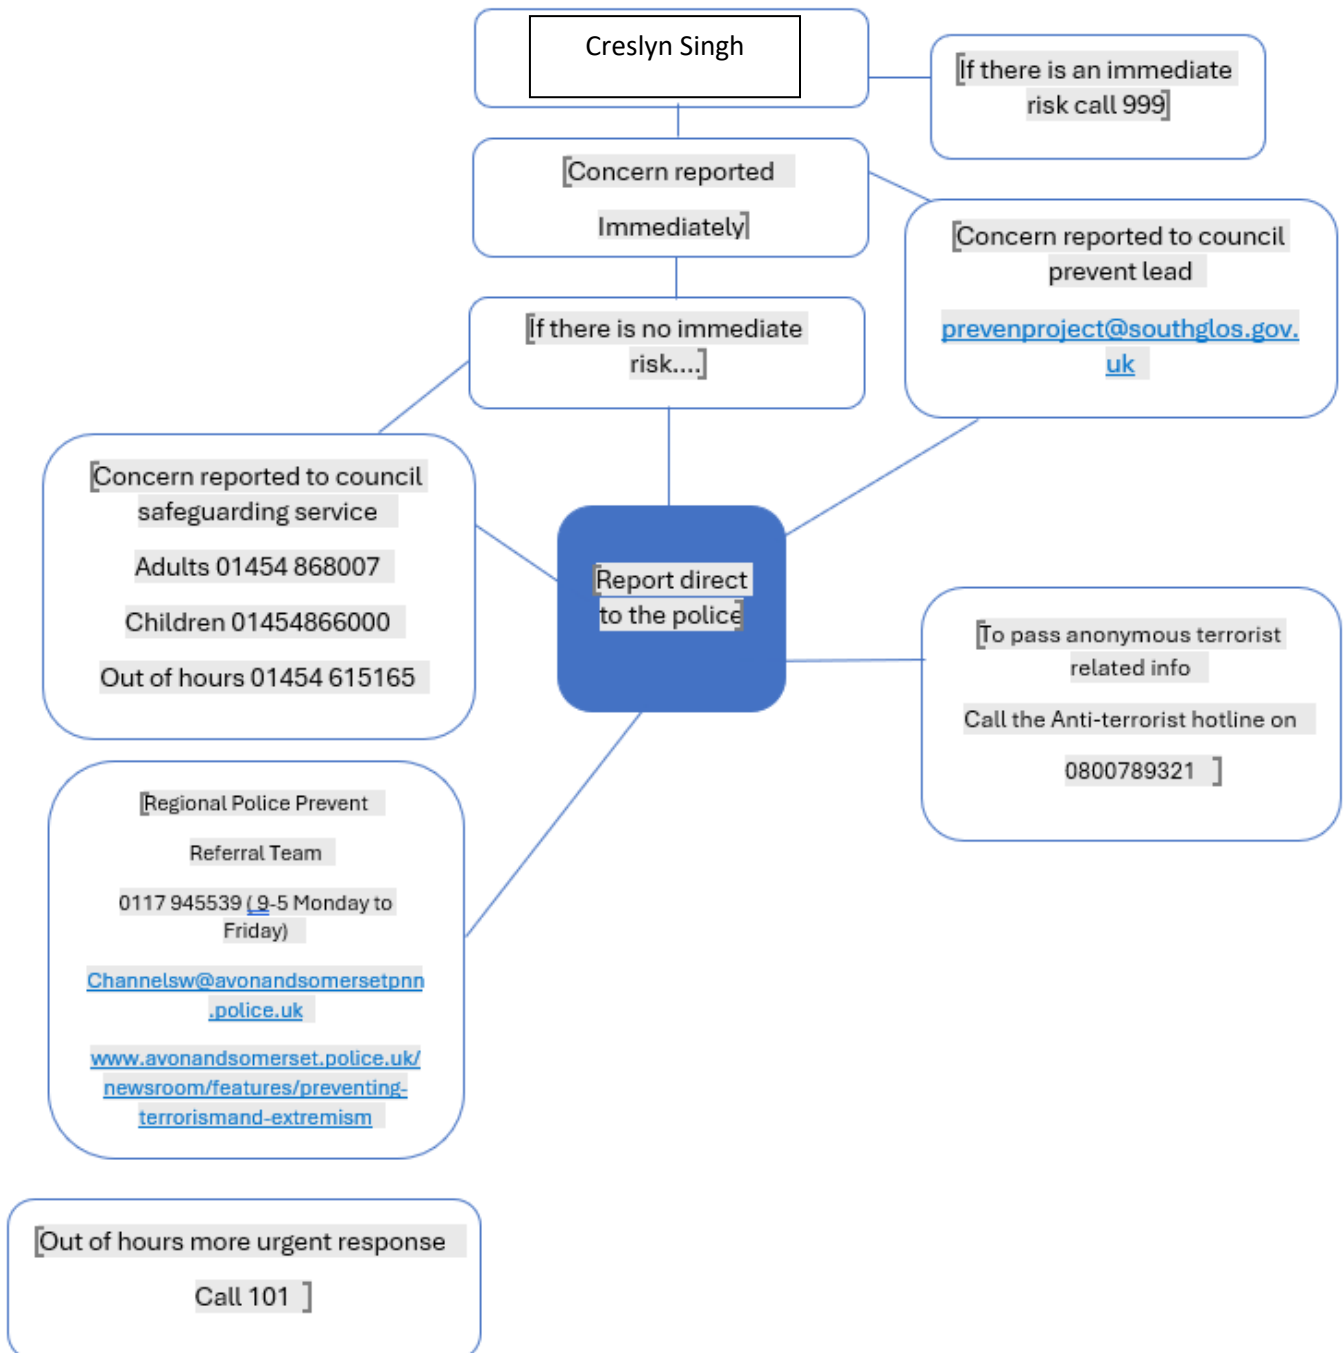 Creslyn Singh
[If there is an immediate
risk call 999]
[Concern reported
Immediately]
[Concern reported to council
prevent lead
prevenproject@southglos.gov.
uk
[If there is no immediate
risk....]
[Concern reported to council
safeguarding service
Adults 01454 868007
Children 01454866000
Out of hours 01454 615165
[Report direct
to the police]
[To pass anonymous terrorist
related info
Call the Anti-terrorist hotline on
0800789321 ]
[Regional Police Prevent
Referral Team
0117 945539 ( 9-5 Monday to
Friday)
Channelsw@avonandsomersetpnn
.police.uk
www.avonandsomerset.police.uk/
newsroom/features/preventing-
terrorismand-extremism
[Out of hours more urgent response
Call 101 ]